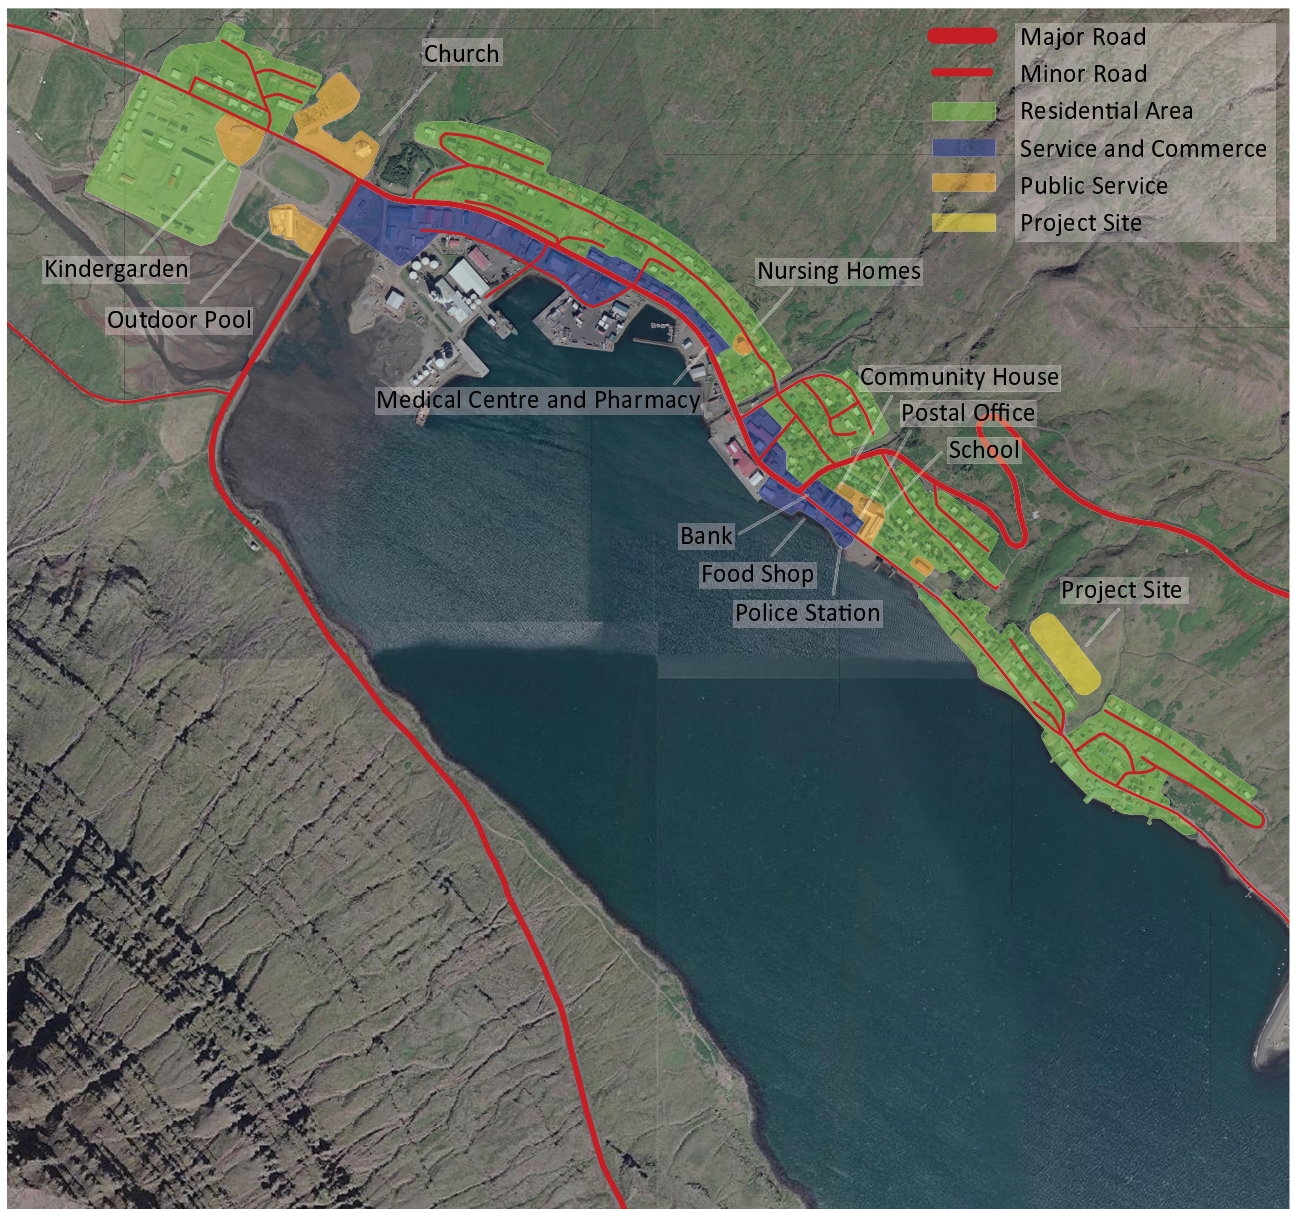 Church
Major Road
Minor Road
Residential Area
Service and Commerce
Public Service
Project Site
Kindergarden
Outdoor Pool
Nursing Homes
Medical Centre and Pharmacy
Community House
Postal Office
School
Bank
Food Shop
Police Station
Project Site